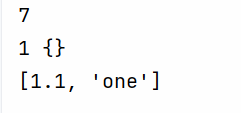 7
1 {}
[1.1, 'one']